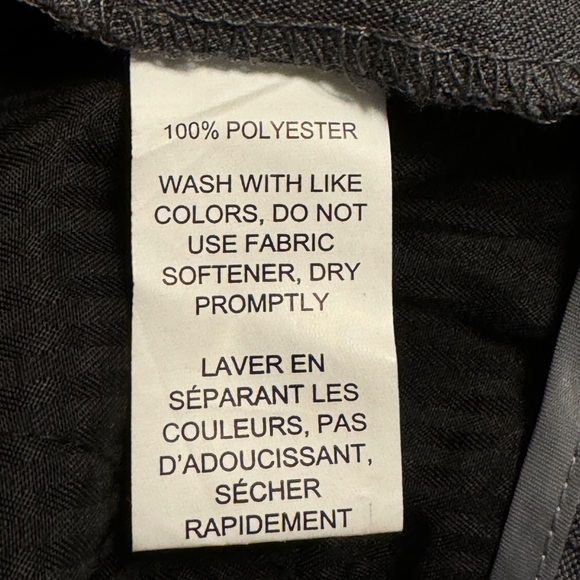 100% POLYESTER
WASH WITH LIKE
COLORS, DO NOT
USE FABRIC
SOFTENER, DRY
PROMPTLY
LAVER EN
SÉPARANT LES
COULEURS, PAS
D'ADOUCISSANT,
SÉCHER
RAPIDEMENT